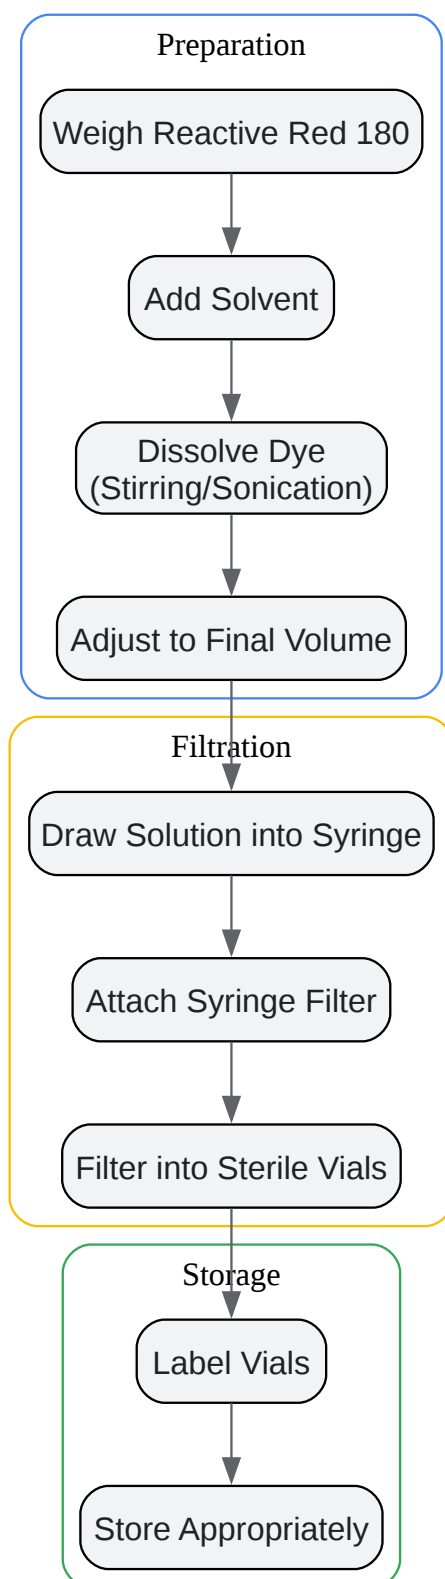 Preparation
Weigh Reactive Red 180
Add Solvent
Dissolve Dye
(Stirring/Sonication)
Adjust to Final Volume
Filtration
Draw Solution into Syringe
Attach Syringe Filter
Filter into Sterile Vials
Storage
Label Vials
Store Appropriately